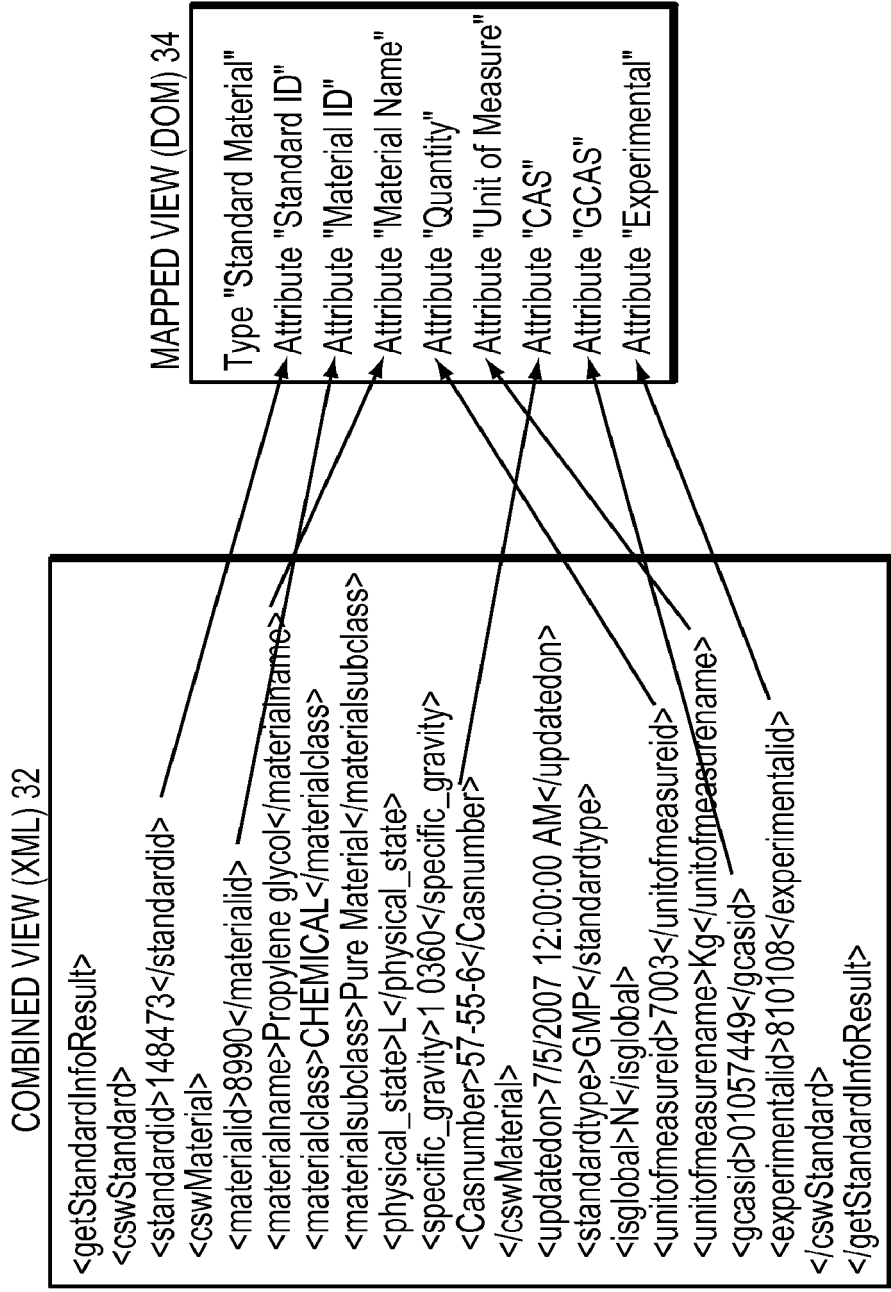 COMBINED VIEW (XML) 32
<getStandardInfoResult>
<cswStandard>
<standardid>148473</standardid>
<cswMaterial>
<materialid>8990</materialid>
<materialname>Propylene glycol</materialname>
<materialclass>CHEMICAL</materialclass>
<materialsubclass>Pure Material</materialsubclass>
<physical_state>L</physical_state>
<specific_gravity>1 0360</specific_gravity>
<Casnumber>57-55-6</Casnumber>
</cswMaterial>
<updatedon>7/5/2007 12:00:00 AM</updatedon>
<standardtype>GMP</standardtype>
<isglobal>N</isglobal>
<unitofmeasureid>7003</unitofmeasureid>
<unitofmeasurename>Kg</unitofmeasurename>
<gcasid>01057449</gcasid>
<experimentalid>810108</experimentalid>
</cswStandard>
</getStandardInfoResult>
MAPPED VIEW (DOM) 34
Type "Standard Material"
Attribute "Standard ID"
Attribute "Material ID"
Attribute "Material Name"
Attribute "Quantity"
Attribute "Unit of Measure"
Attribute "CAS"
Attribute "GCAS"
Attribute "Experimental"